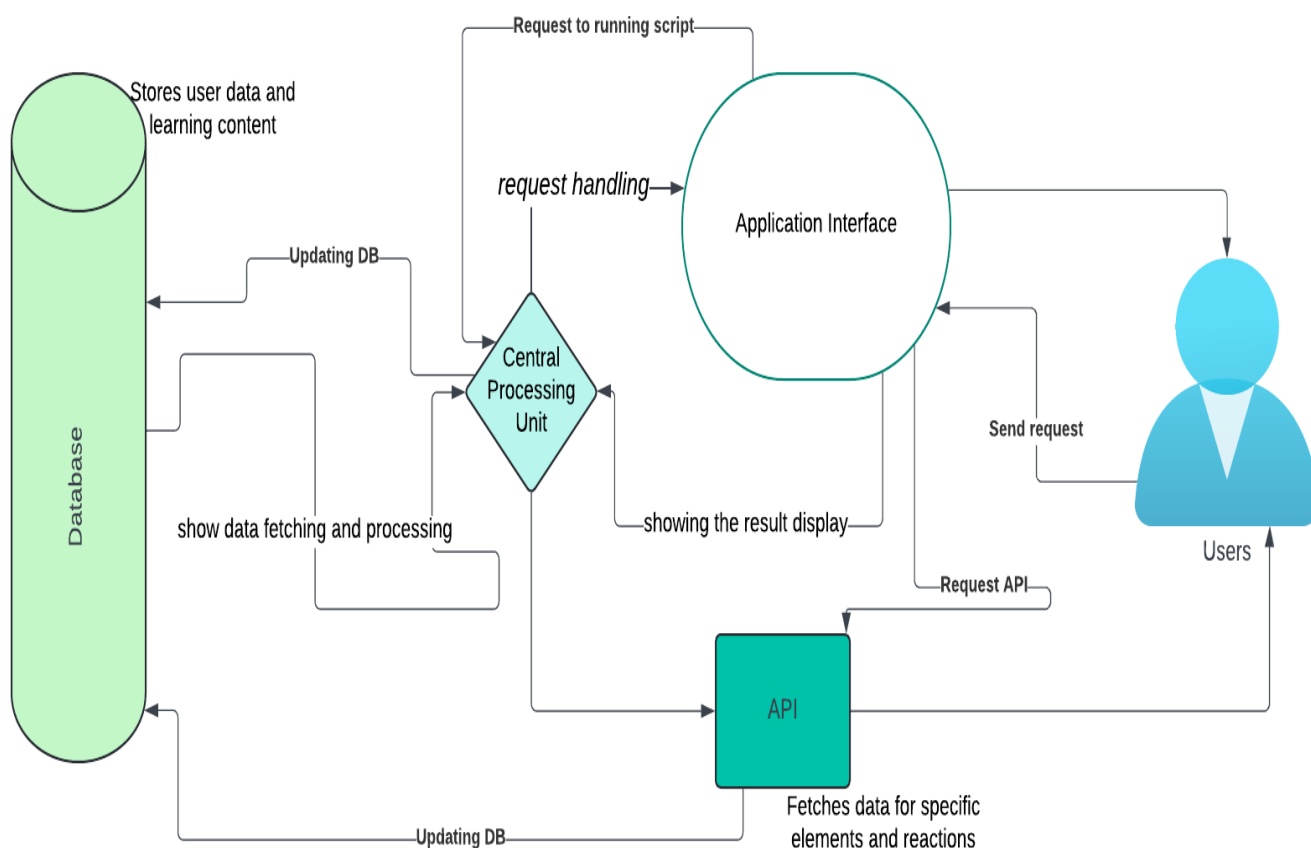 Request to running script
Stores user data and
learning content
request handling
Application Interface
Updating DB
Central
Processing
Unit
Send request
Database
show data fetching and processing
showing the result display
Users
Request API
API
Fetches data for specific
elements and reactions
Updating DB